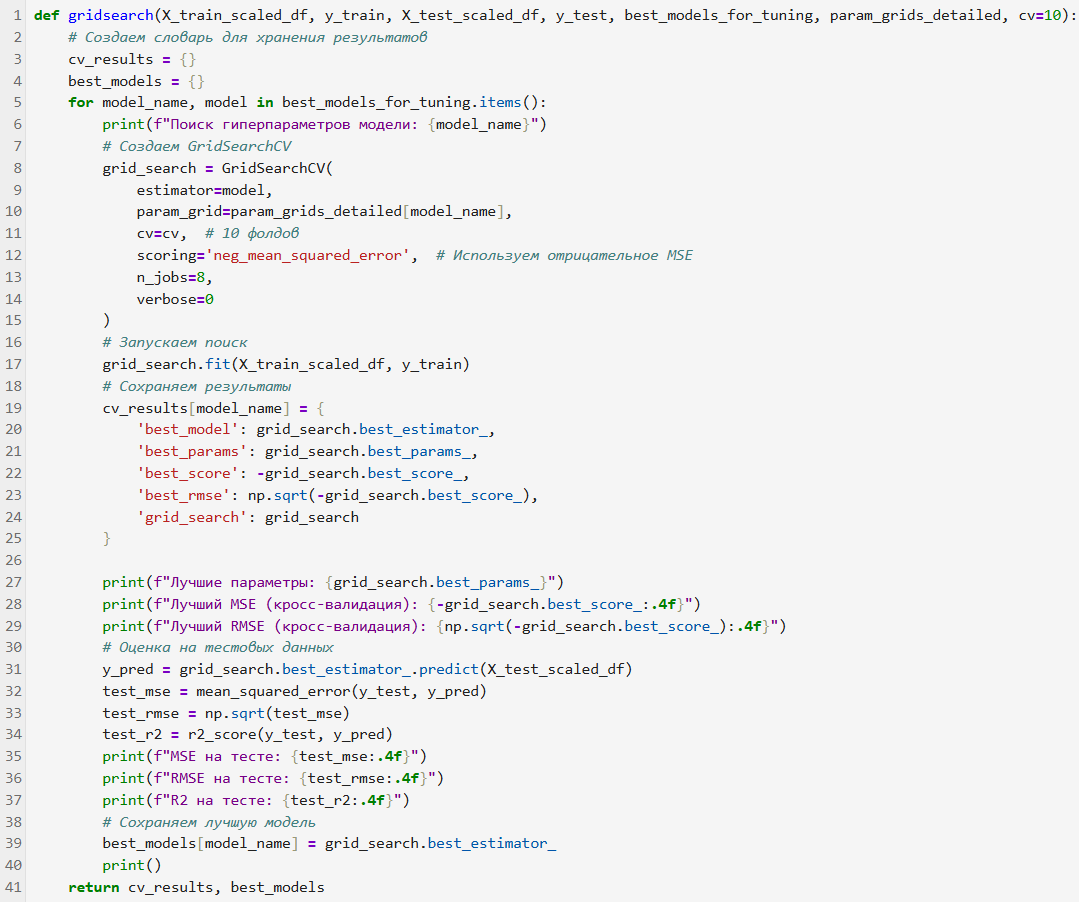 1 def gridsearch(X_train_scaled_df, y_train, X_test_scaled_df, y_test, best_models_for_tuning, param_grids_detailed, cv=10):
2     # Создаем словарь для хранения результатов
3     cv_results = {}
4     best_models = {}
5     for model_name, model in best_models_for_tuning.items():
6         print(f"Поиск гиперпараметров модели: {model_name}")
7         # Создаем GridSearchCV
8         grid_search = GridSearchCV(
9             estimator=model,
10             param_grid=param_grids_detailed[model_name],
11             cv=cv,  # 10 фолдов
12             scoring='neg_mean_squared_error',  # Используем отрицательное MSE
13             n_jobs=8,
14             verbose=0
15         )
16         # Запускаем поиск
17         grid_search.fit(X_train_scaled_df, y_train)
18         # Сохраняем результаты
19         cv_results[model_name] = {
20             'best_model': grid_search.best_estimator_,
21             'best_params': grid_search.best_params_,
22             'best_score': -grid_search.best_score_,
23             'best_rmse': np.sqrt(-grid_search.best_score_),
24             'grid_search': grid_search
25         }
26
27         print(f"Лучшие параметры: {grid_search.best_params_}")
28         print(f"Лучший MSE (кросс-валидация): {-grid_search.best_score_:.4f}")
29         print(f"Лучший RMSE (кросс-валидация): {np.sqrt(-grid_search.best_score_):.4f}")
30         # Оценка на тестовых данных
31         y_pred = grid_search.best_estimator_.predict(X_test_scaled_df)
32         test_mse = mean_squared_error(y_test, y_pred)
33         test_rmse = np.sqrt(test_mse)
34         test_r2 = r2_score(y_test, y_pred)
35         print(f"MSE на тесте: {test_mse:.4f}")
36         print(f"RMSE на тесте: {test_rmse:.4f}")
37         print(f"R2 на тесте: {test_r2:.4f}")
38         # Сохраняем лучшую модель
39         best_models[model_name] = grid_search.best_estimator_
40         print()
41     return cv_results, best_models